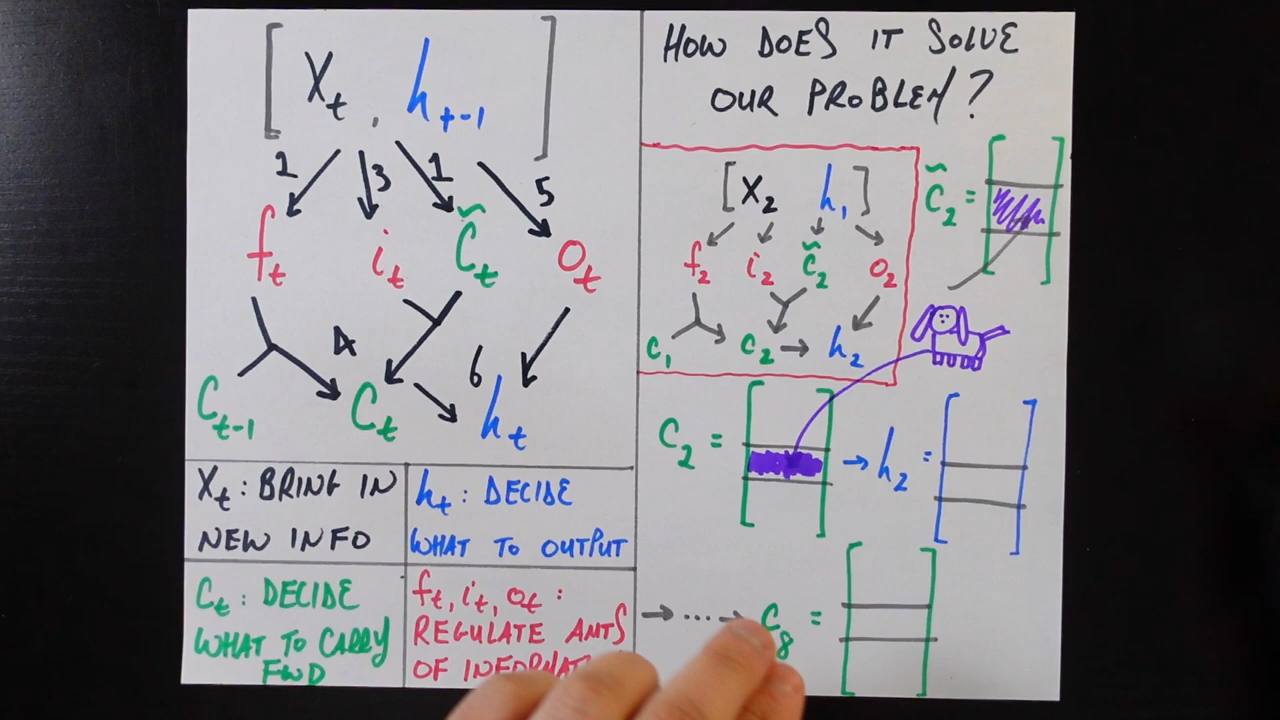 [ Xt , ht-1 ]
2 3 1 5
ft it C̃t ot
4 6
Ct-1 Ct ht
Xt: BRING IN
NEW INFO
ht: DECIDE
WHAT TO OUTPUT
Ct: DECIDE
WHAT TO CARRY
FWD
ft, it, ot:
REGULATE AMTS
OF
HOW DOES IT SOLVE
OUR PROBLEM?
[ X2 h1 ]
f2 i2 C̃2 o2
C1 C2 → h2
C̃2 =
C2 = → h2 =
→ ... → C8 =